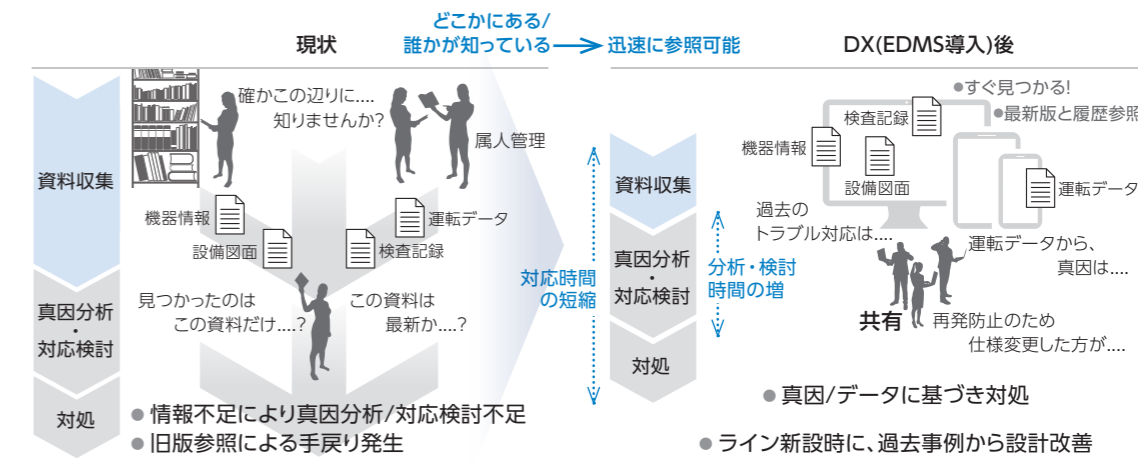 現状
どこかにある/
誰かが知っている
迅速に参照可能
DX(EDMS導入)後
資料収集
真因分析
・
対応検討
対処
確かこの辺りに....
知りませんか?
属人管理
機器情報
設備図面
運転データ
検査記録
見つかったのは
この資料だけ....?
この資料は
最新か....?
● 情報不足により真因分析/対応検討不足
● 旧版参照による手戻り発生
対応時間
の短縮
資料収集
真因分析
・
対応検討
対処
分析・検討
時間の増
●すぐ見つかる!
●最新版と履歴参照
検査記録
機器情報
設備図面
運転データ
過去の
トラブル対応は....
運転データから、
真因は....
共有
再発防止のため
仕様変更した方が....
● 真因/データに基づき対処
● ライン新設時に、過去事例から設計改善